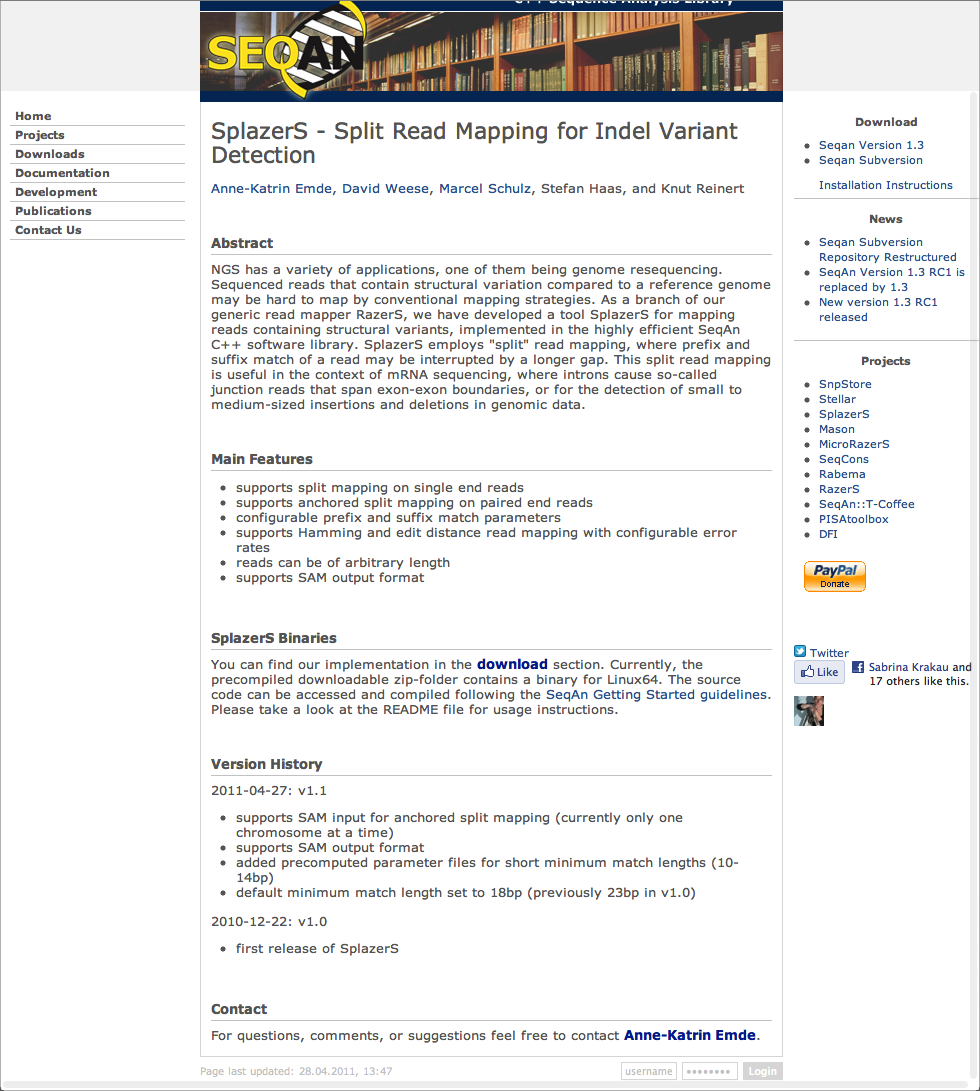 C++ Sequence Analysis Library
SEQAN
Home
Projects
Downloads
Documentation
Development
Publications
Contact Us
SplazerS - Split Read Mapping for Indel Variant
Detection
Anne-Katrin Emde, David Weese, Marcel Schulz, Stefan Haas, and Knut Reinert
Abstract
NGS has a variety of applications, one of them being genome resequencing.
Sequenced reads that contain structural variation compared to a reference genome
may be hard to map by conventional mapping strategies. As a branch of our
generic read mapper RazerS, we have developed a tool SplazerS for mapping
reads containing structural variants, implemented in the highly efficient SeqAn
C++ software library. SplazerS employs "split" read mapping, where prefix and
suffix match of a read may be interrupted by a longer gap. This split read mapping
is useful in the context of mRNA sequencing, where introns cause so-called
junction reads that span exon-exon boundaries, or for the detection of small to
medium-sized insertions and deletions in genomic data.
Main Features
supports split mapping on single end reads
supports anchored split mapping on paired end reads
configurable prefix and suffix match parameters
supports Hamming and edit distance read mapping with configurable error
rates
reads can be of arbitrary length
supports SAM output format
SplazerS Binaries
You can find our implementation in the download section. Currently, the
precompiled downloadable zip-folder contains a binary for Linux64. The source
code can be accessed and compiled following the SeqAn Getting Started guidelines.
Please take a look at the README file for usage instructions.
Version History
2011-04-27: v1.1
supports SAM input for anchored split mapping (currently only one
chromosome at a time)
supports SAM output format
added precomputed parameter files for short minimum match lengths (10-
14bp)
default minimum match length set to 18bp (previously 23bp in v1.0)
2010-12-22: v1.0
first release of SplazerS
Contact
For questions, comments, or suggestions feel free to contact Anne-Katrin Emde.
Download
Seqan Version 1.3
Seqan Subversion
Installation Instructions
News
Seqan Subversion
Repository Restructured
SeqAn Version 1.3 RC1 is
replaced by 1.3
New version 1.3 RC1
released
Projects
SnpStore
Stellar
SplazerS
Mason
MicroRazerS
SeqCons
Rabema
RazerS
SeqAn::T-Coffee
PISAtoolbox
DFI
PayPal
Donate
Twitter
Like
Sabrina Krakau and
17 others like this.
Page last updated: 28.04.2011, 13:47
username
••••••••
Login